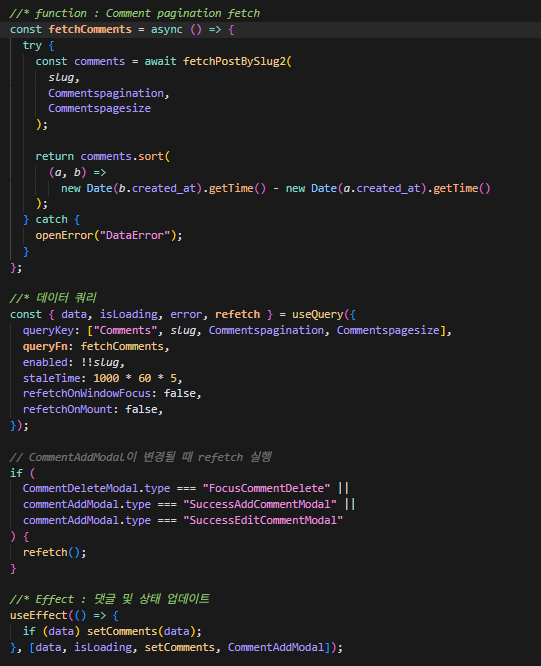 //* function : Comment pagination fetch
const fetchComments = async () => {
  try {
    const comments = await fetchPostBySlug2(
      slug,
      Commentspagination,
      Commentspagesize
    );

    return comments.sort(
      (a, b) =>
        new Date(b.created_at).getTime() - new Date(a.created_at).getTime()
    );
  } catch {
    openError("DataError");
  }
};

//* 데이터 쿼리
const { data, isLoading, error, refetch } = useQuery({
  queryKey: ["Comments", slug, Commentspagination, Commentspagesize],
  queryFn: fetchComments,
  enabled: !!slug,
  staleTime: 1000 * 60 * 5,
  refetchOnWindowFocus: false,
  refetchOnMount: false,
});

// CommentAddModal이 변경될 때 refetch 실행
if (
  CommentDeleteModal.type === "FocusCommentDelete" ||
  commentAddModal.type === "SuccessAddCommentModal" ||
  commentAddModal.type === "SuccessEditCommentModal"
) {
  refetch();
}

//* Effect : 댓글 및 상태 업데이트
useEffect(() => {
  if (data) setComments(data);
}, [data, isLoading, setComments, CommentAddModal]);